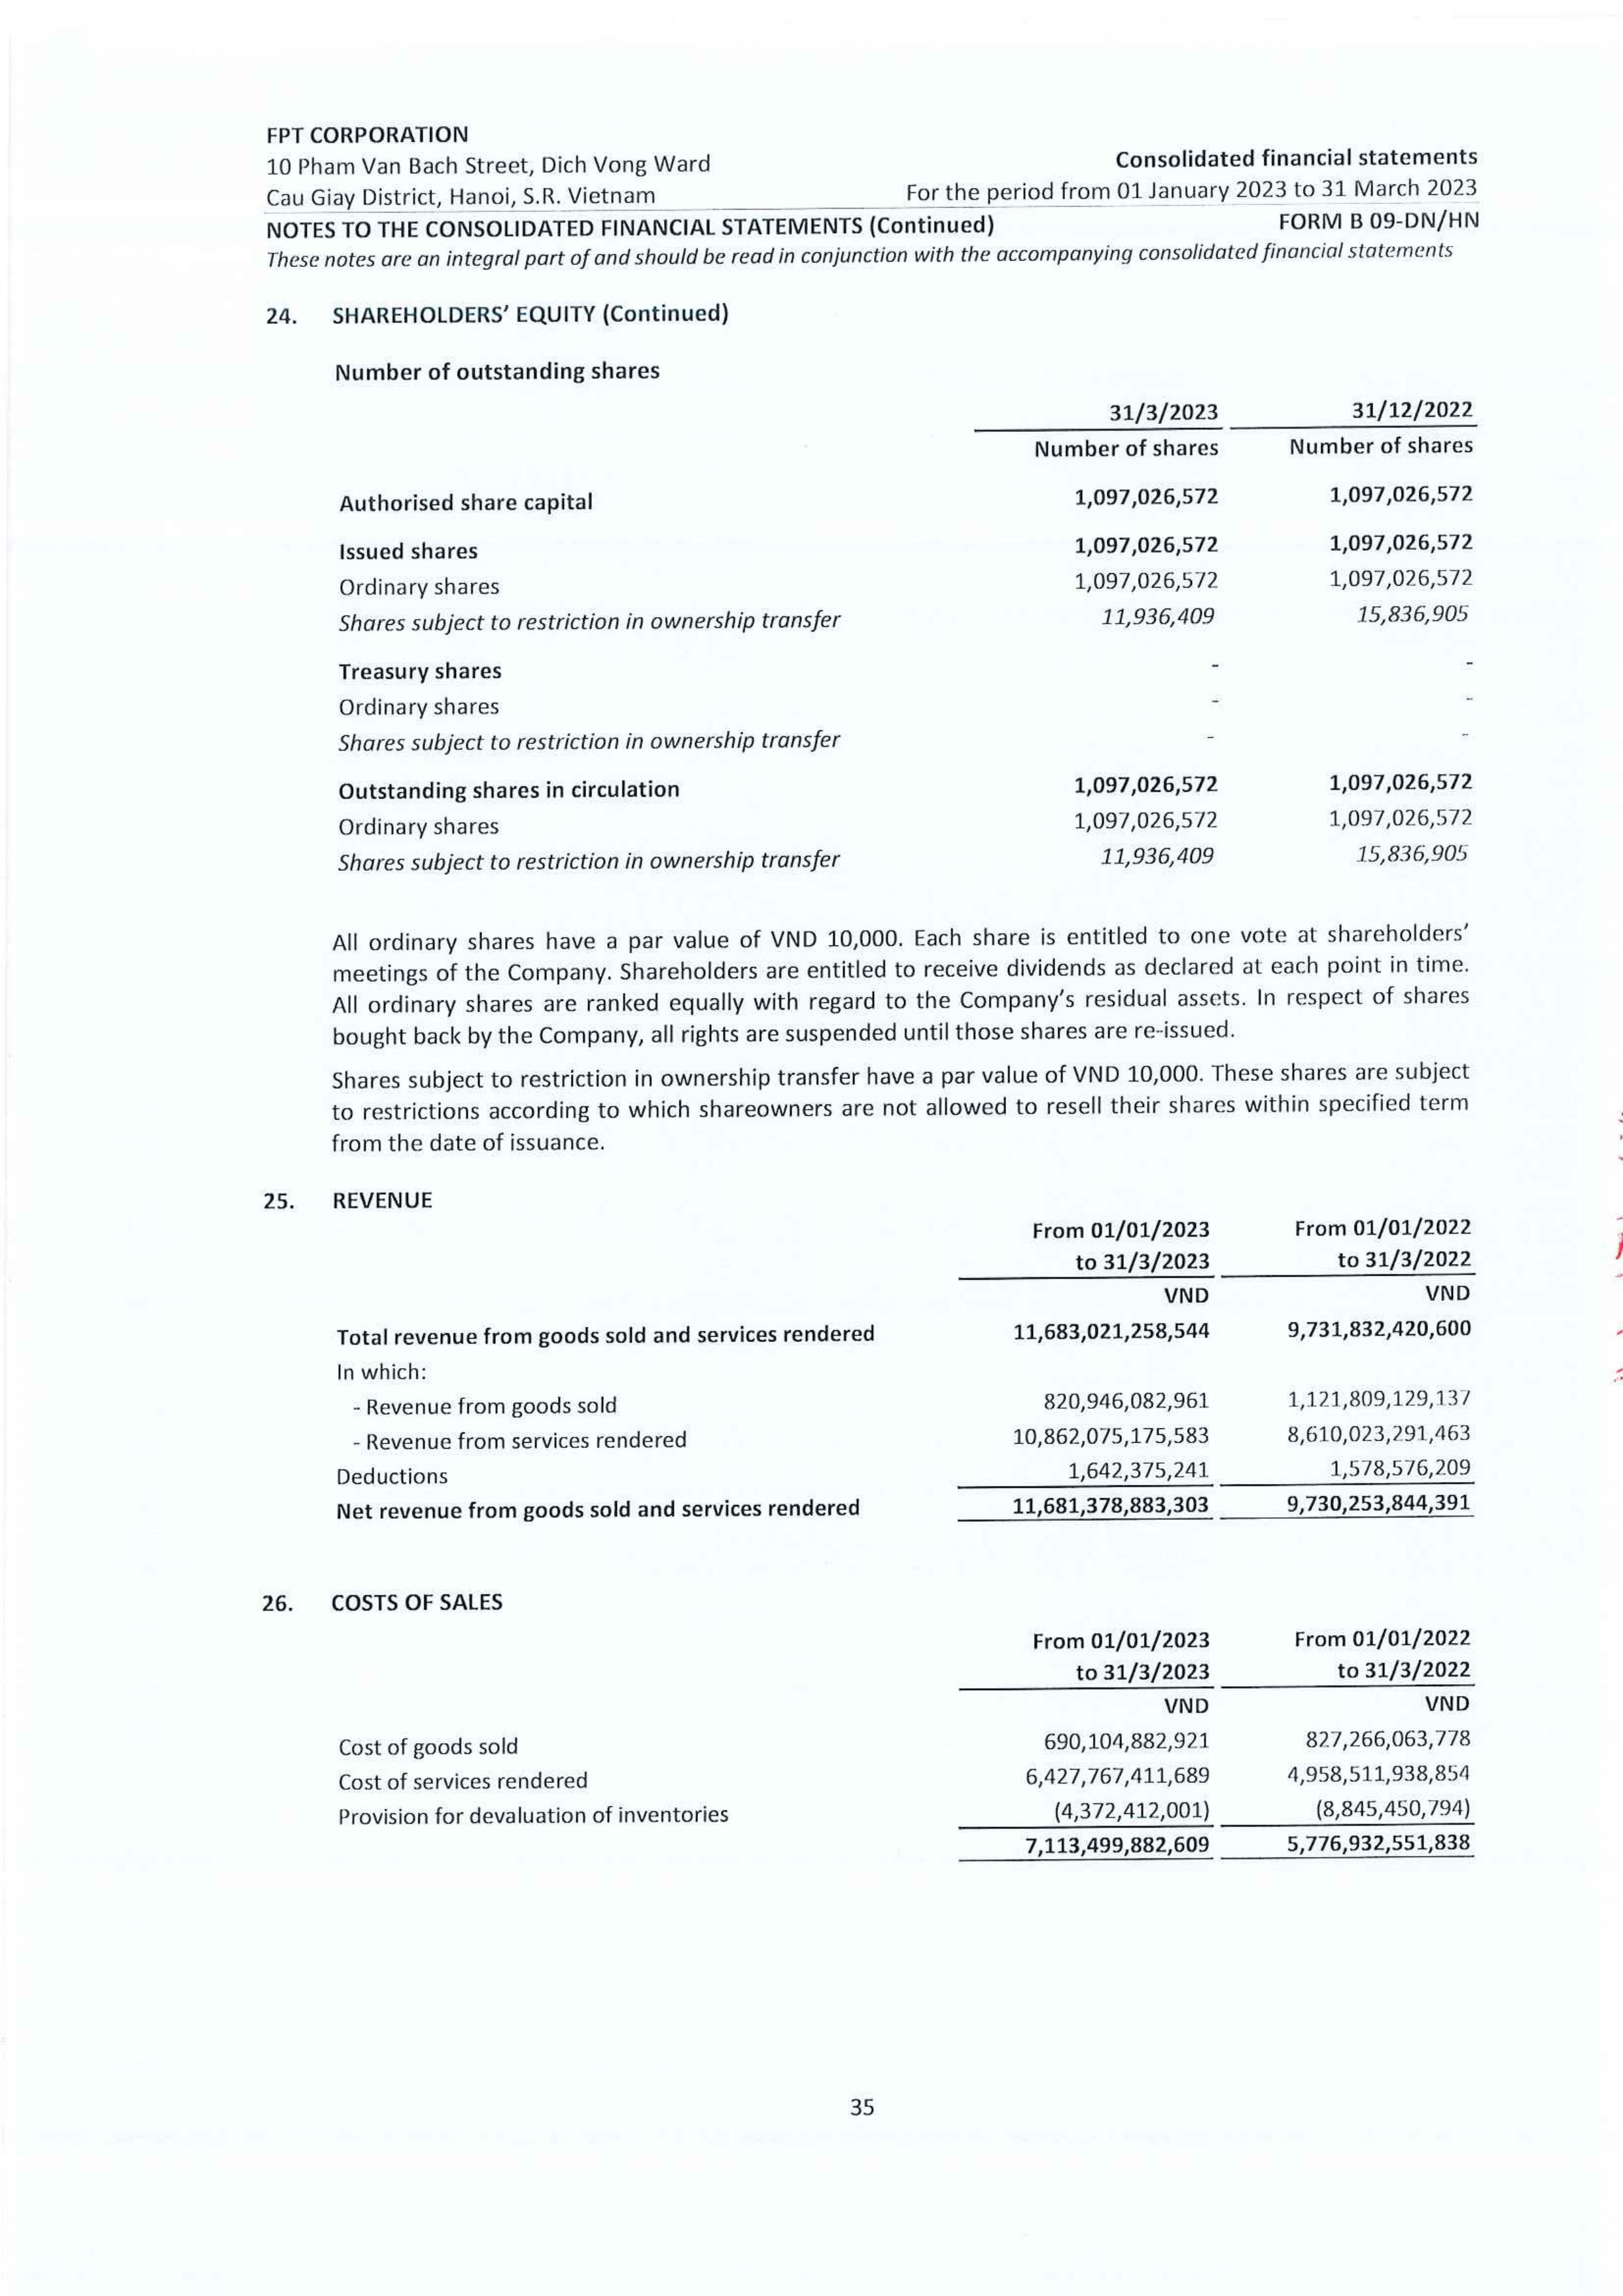 FPT CORPORATION
10 Pham Van Bach Street, Dich Vong Ward
Cau Giay District, Hanoi, S.R. Vietnam
Consolidated financial statements
For the period from 01 January 2023 to 31 March 2023
NOTES TO THE CONSOLIDATED FINANCIAL STATEMENTS (Continued) FORM B 09-DN/HN
These notes are an integral part of and should be read in conjunction with the accompanying consolidated financial statements
24. SHAREHOLDERS' EQUITY (Continued)
Number of outstanding shares
31/3/2023 31/12/2022
Number of shares Number of shares
Authorised share capital 1,097,026,572 1,097,026,572
Issued shares 1,097,026,572 1,097,026,572
Ordinary shares 1,097,026,572 1,097,026,572
Shares subject to restriction in ownership transfer 11,936,409 15,836,905
Treasury shares - -
Ordinary shares - -
Shares subject to restriction in ownership transfer - -
Outstanding shares in circulation 1,097,026,572 1,097,026,572
Ordinary shares 1,097,026,572 1,097,026,572
Shares subject to restriction in ownership transfer 11,936,409 15,836,905
All ordinary shares have a par value of VND 10,000. Each share is entitled to one vote at shareholders'
meetings of the Company. Shareholders are entitled to receive dividends as declared at each point in time.
All ordinary shares are ranked equally with regard to the Company's residual assets. In respect of shares
bought back by the Company, all rights are suspended until those shares are re-issued.
Shares subject to restriction in ownership transfer have a par value of VND 10,000. These shares are subject
to restrictions according to which shareowners are not allowed to resell their shares within specified term
from the date of issuance.
25. REVENUE
From 01/01/2023 From 01/01/2022
to 31/3/2023 to 31/3/2022
VND VND
Total revenue from goods sold and services rendered 11,683,021,258,544 9,731,832,420,600
In which:
- Revenue from goods sold 820,946,082,961 1,121,809,129,137
- Revenue from services rendered 10,862,075,175,583 8,610,023,291,463
Deductions 1,642,375,241 1,578,576,209
Net revenue from goods sold and services rendered 11,681,378,883,303 9,730,253,844,391
26. COSTS OF SALES
From 01/01/2023 From 01/01/2022
to 31/3/2023 to 31/3/2022
VND VND
Cost of goods sold 690,104,882,921 827,266,063,778
Cost of services rendered 6,427,767,411,689 4,958,511,938,854
Provision for devaluation of inventories (4,372,412,001) (8,845,450,794)
7,113,499,882,609 5,776,932,551,838
35